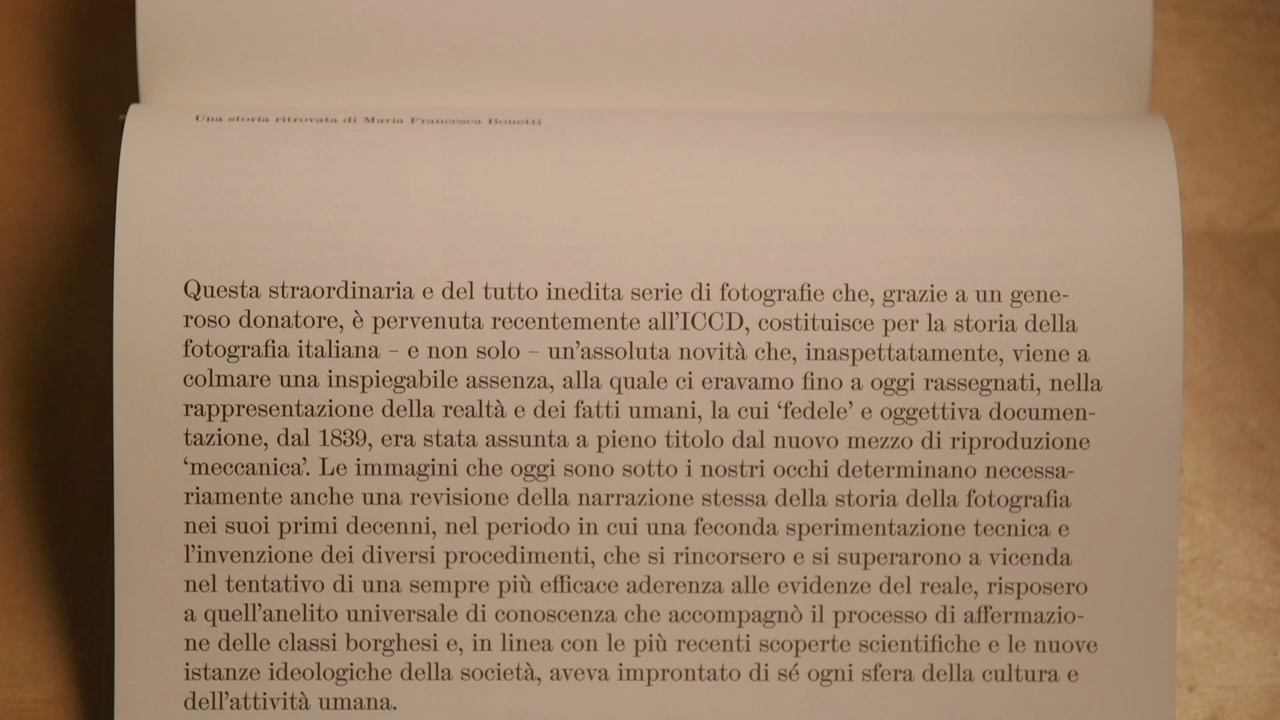 Una storia ritrovata di Maria Francesca Bonetti
Questa straordinaria e del tutto inedita serie di fotografie che, grazie a un gene-
roso donatore, è pervenuta recentemente all’ICCD, costituisce per la storia della
fotografia italiana – e non solo – un’assoluta novità che, inaspettatamente, viene a
colmare una inspiegabile assenza, alla quale ci eravamo fino a oggi rassegnati, nella
rappresentazione della realtà e dei fatti umani, la cui ‘fedele’ e oggettiva documen-
tazione, dal 1839, era stata assunta a pieno titolo dal nuovo mezzo di riproduzione
‘meccanica’. Le immagini che oggi sono sotto i nostri occhi determinano necessa-
riamente anche una revisione della narrazione stessa della storia della fotografia
nei suoi primi decenni, nel periodo in cui una feconda sperimentazione tecnica e
l’invenzione dei diversi procedimenti, che si rincorsero e si superarono a vicenda
nel tentativo di una sempre più efficace aderenza alle evidenze del reale, risposero
a quell’anelito universale di conoscenza che accompagnò il processo di affermazio-
ne delle classi borghesi e, in linea con le più recenti scoperte scientifiche e le nuove
istanze ideologiche della società, aveva improntato di sé ogni sfera della cultura e
dell’attività umana.